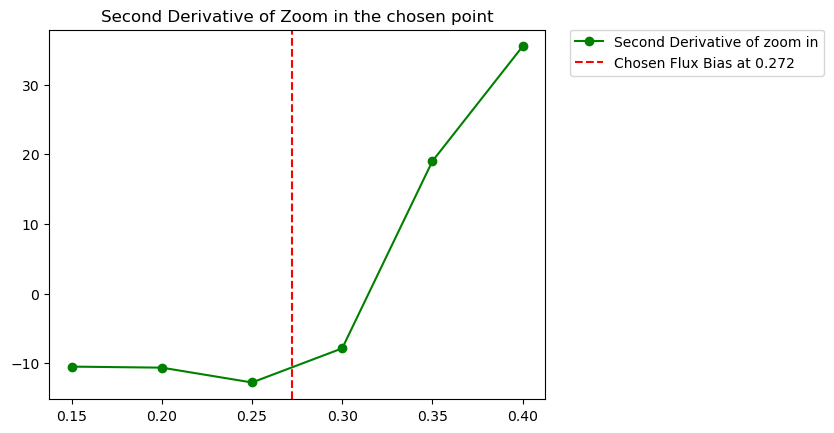 Second Derivative of Zoom in the chosen point
Second Derivative of zoom in
Chosen Flux Bias at 0.272
30
20
10
0
−10
0.15 0.20 0.25 0.30 0.35 0.40